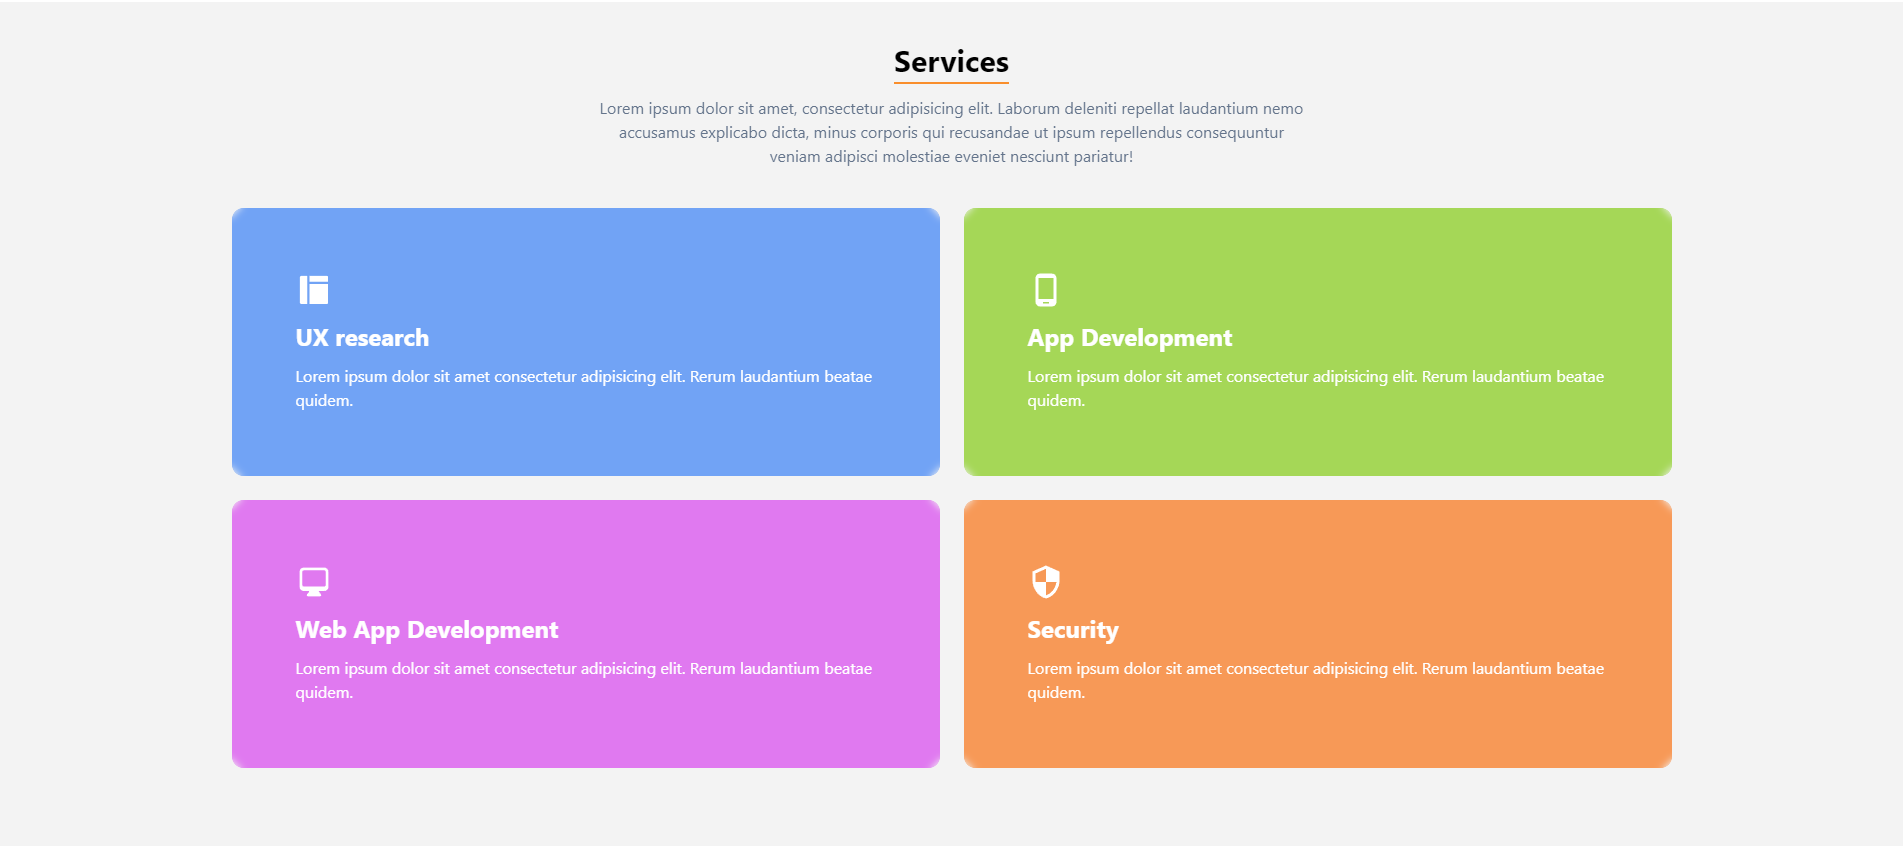 Services
Lorem ipsum dolor sit amet, consectetur adipisicing elit. Laborum deleniti repellat laudantium nemo
accusamus explicabo dicta, minus corporis qui recusandae ut ipsum repellendus consequuntur
veniam adipisci molestiae eveniet nesciunt pariatur!
UX research
Lorem ipsum dolor sit amet consectetur adipisicing elit. Rerum laudantium beatae
quidem.
App Development
Lorem ipsum dolor sit amet consectetur adipisicing elit. Rerum laudantium beatae
quidem.
Web App Development
Lorem ipsum dolor sit amet consectetur adipisicing elit. Rerum laudantium beatae
quidem.
Security
Lorem ipsum dolor sit amet consectetur adipisicing elit. Rerum laudantium beatae
quidem.